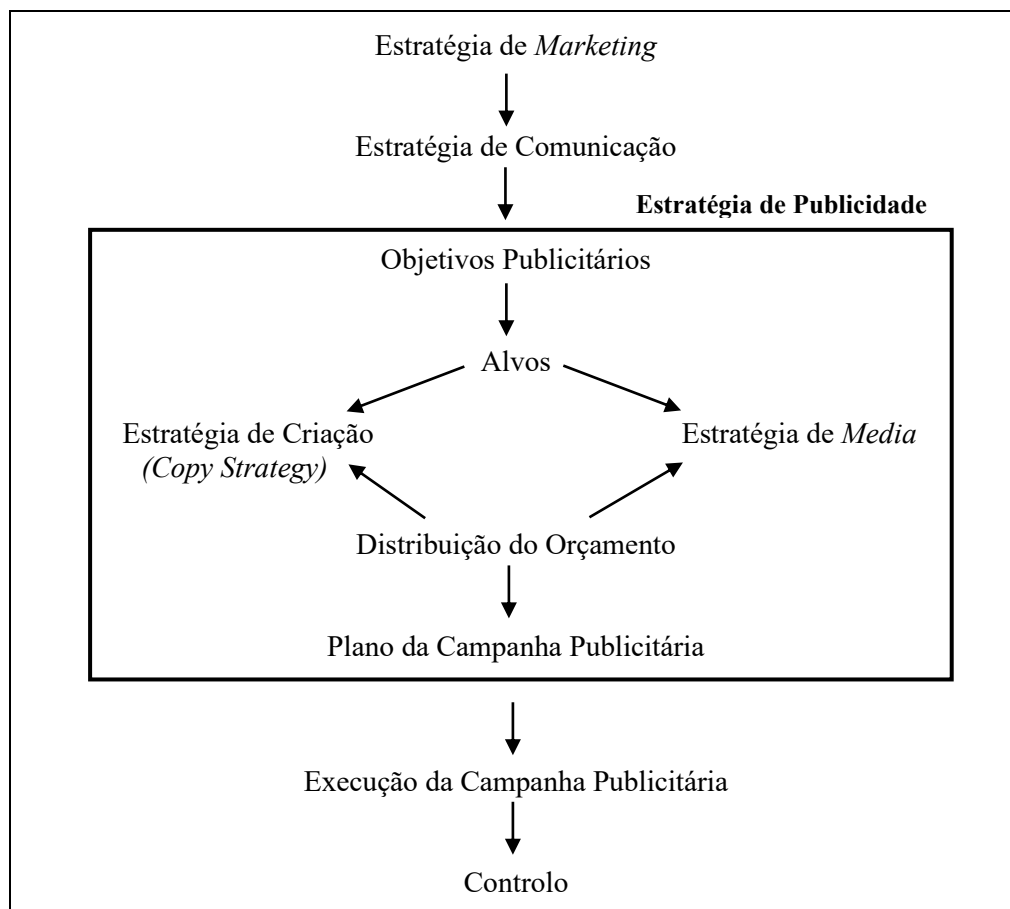 Estratégia de Marketing
Estratégia de Comunicação
Estratégia de Publicidade
Objetivos Publicitários
Alvos
Estratégia de Criação
(Copy Strategy)
Estratégia de Media
Distribuição do Orçamento
Plano da Campanha Publicitária
Execução da Campanha Publicitária
Controlo